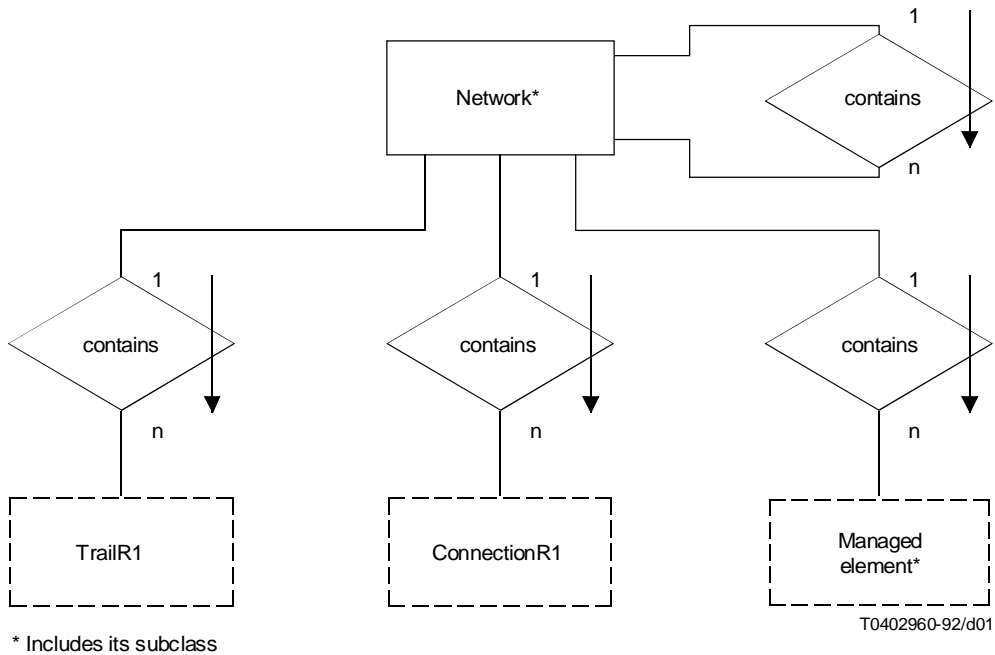 1
Network*
contains
n
1
1
1
contains
contains
contains
n
n
n
TrailR1
ConnectionR1
Managed
element*
T0402960-92/d01
* Includes its subclass